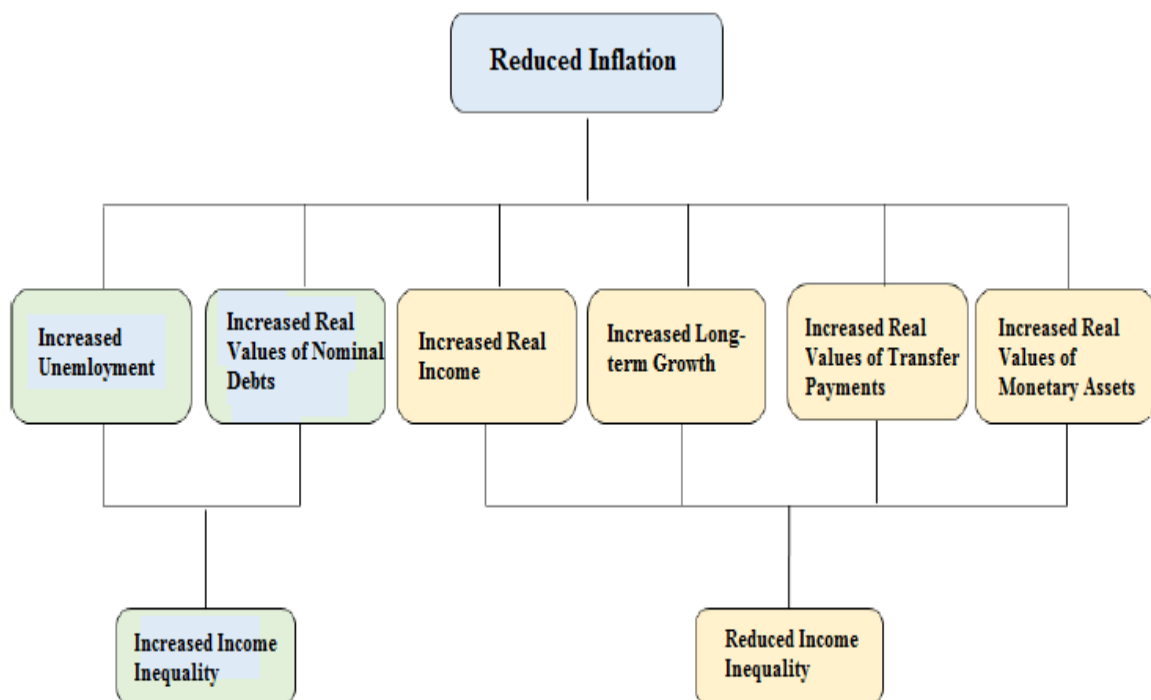 Reduced Inflation
Increased
Unemloyment
Increased Real
Values of Nominal
Debts
Increased Real
Income
Increased Long-
term Growth
Increased Real
Values of Transfer
Payments
Increased Real
Values of
Monetary Assets
Increased Income
Inequality
Reduced Income
Inequality